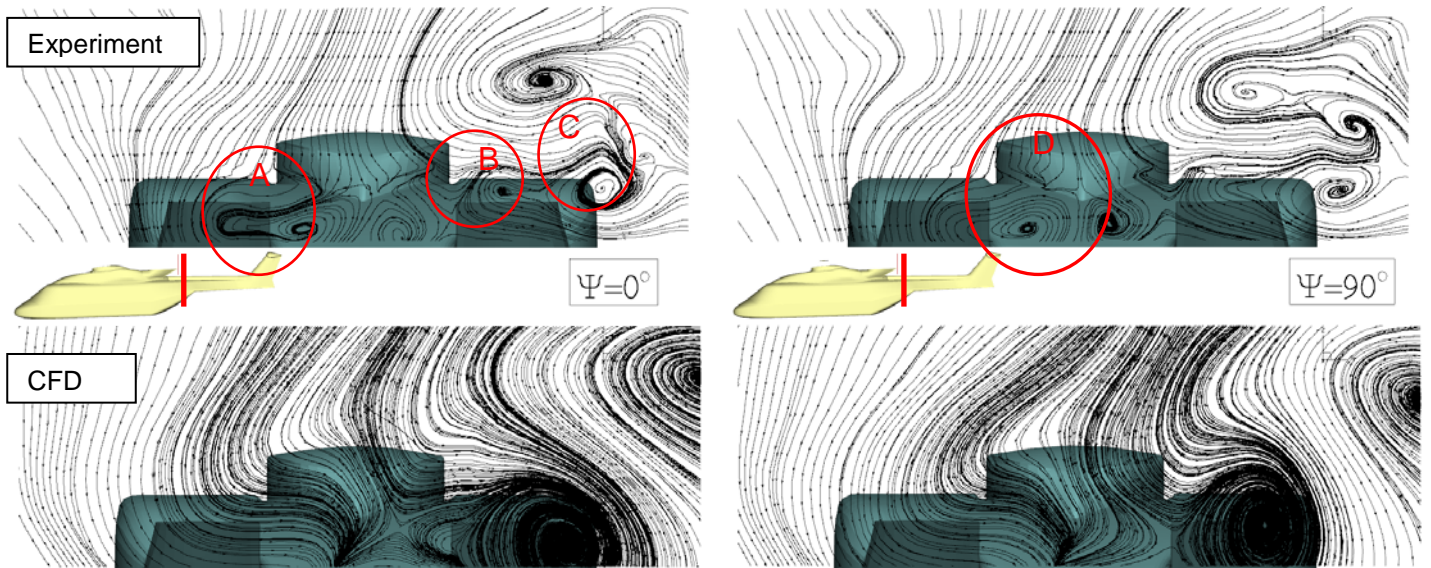 Experiment
A
B
C
D
Ψ=0°
Ψ=90°
CFD